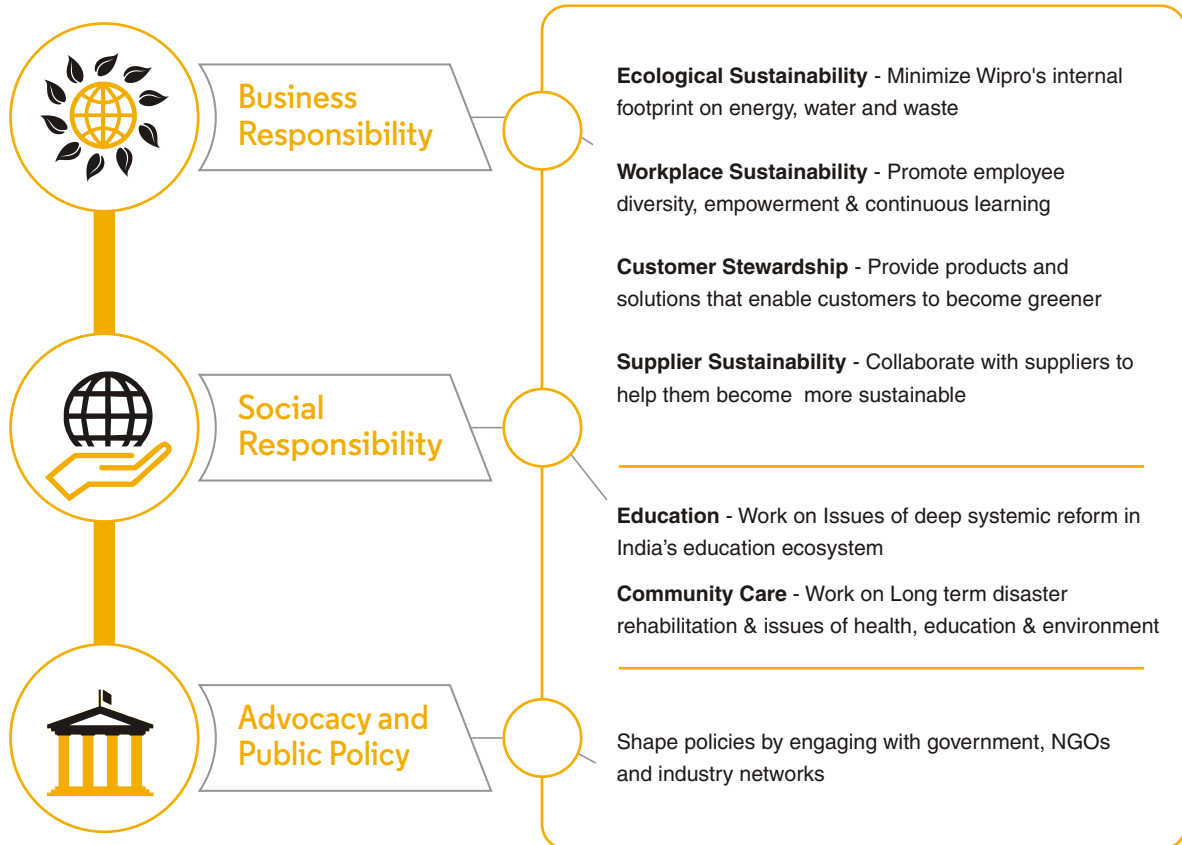 Business
Responsibility
Ecological Sustainability - Minimize Wipro's internal
footprint on energy, water and waste
Workplace Sustainability - Promote employee
diversity, empowerment & continuous learning
Customer Stewardship - Provide products and
solutions that enable customers to become greener
Supplier Sustainability - Collaborate with suppliers to
help them become  more sustainable
Social
Responsibility
Education - Work on Issues of deep systemic reform in
India’s education ecosystem
Community Care - Work on Long term disaster
rehabilitation & issues of health, education & environment
Advocacy and
Public Policy
Shape policies by engaging with government, NGOs
and industry networks